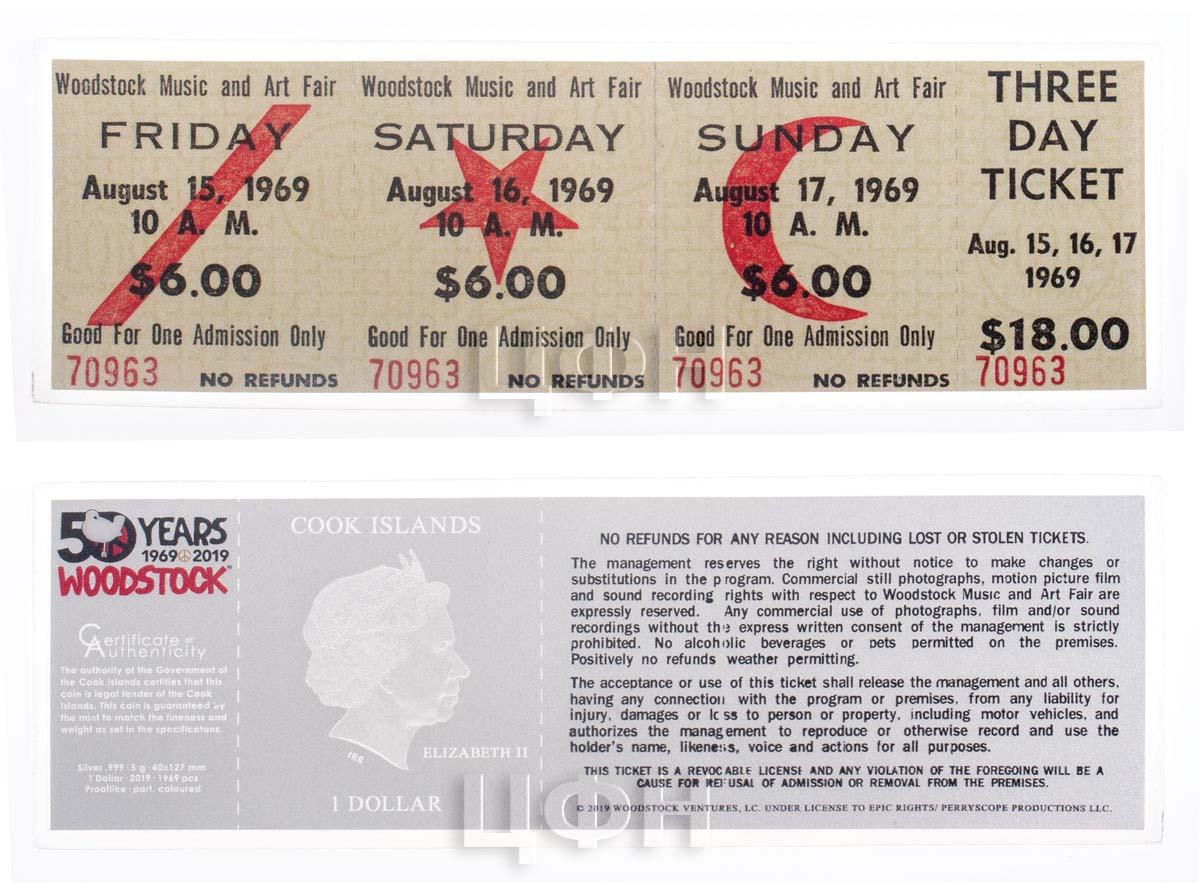 Woodstock Music and Art Fair
FRIDAY
August 15, 1969
10 A. M.
$6.00
Good For One Admission Only
70963 NO REFUNDS
Woodstock Music and Art Fair
SATURDAY
August 16, 1969
10 A. M.
$6.00
Good For One Admission Only
70963 NO REFUNDS
Woodstock Music and Art Fair
SUNDAY
August 17, 1969
10 A. M.
$6.00
Good For One Admission Only
70963 NO REFUNDS
THREE
DAY
TICKET
Aug. 15, 16, 17
1969
$18.00
70963
ЦФН
50 YEARS
1969 2019
WOODSTOCK®
Certificate of
Authenticity
The authority of the Government of
the Cook Islands certifies that this
coin is legal tender of the Cook
Islands. This coin is guaranteed by
the mint to match the fineness and
weight as set in the specifications.
Silver .999 · 5 g · 40x127 mm
1 Dollar · 2019 · 1969 pcs
Prooflike · part. coloured
COOK ISLANDS
IRB
ELIZABETH II
1 DOLLAR
NO REFUNDS FOR ANY REASON INCLUDING LOST OR STOLEN TICKETS.
The management reserves the right without notice to make changes or
substitutions in the program. Commercial still photographs, motion picture film
and sound recording rights with respect to Woodstock Music and Art Fair are
expressly reserved. Any commercial use of photographs, film and/or sound
recordings without the express written consent of the management is strictly
prohibited. No alcoholic beverages or pets permitted on the premises.
Positively no refunds weather permitting.
The acceptance or use of this ticket shall release the management and all others,
having any connection with the program or premises, from any liability for
injury, damages or loss to person or property, including motor vehicles, and
authorizes the management to reproduce or otherwise record and use the
holder's name, likeness, voice and actions for all purposes.
THIS TICKET IS A REVOCABLE LICENSE AND ANY VIOLATION OF THE FOREGOING WILL BE A
CAUSE FOR REFUSAL OF ADMISSION OR REMOVAL FROM THE PREMISES.
© 2019 WOODSTOCK VENTURES, LC. UNDER LICENSE TO EPIC RIGHTS/ PERRYSCOPE PRODUCTIONS LLC.
ЦФН